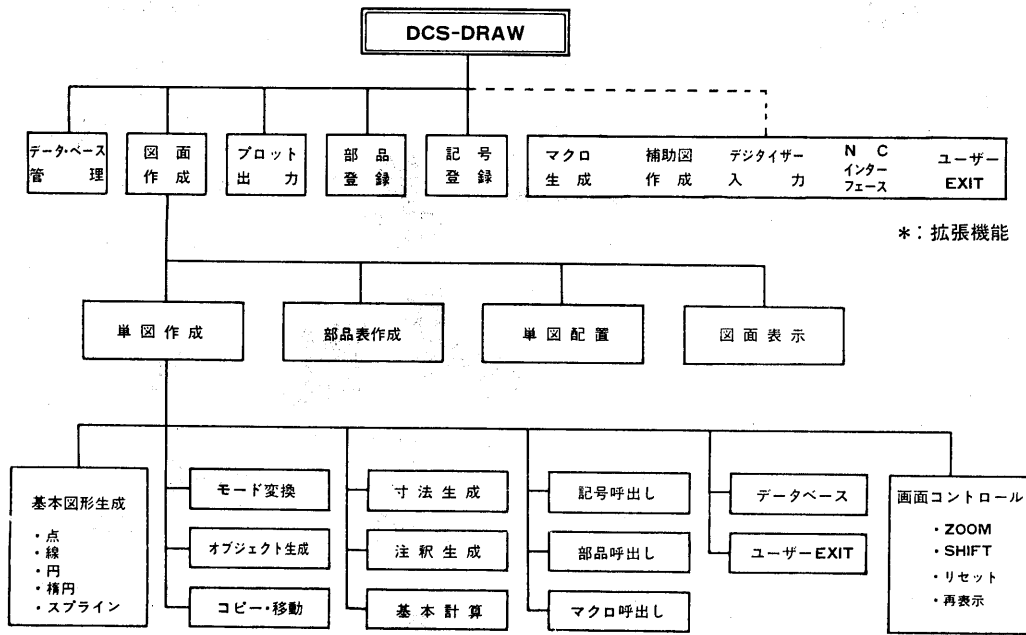 DCS-DRAW
データ・ベース
管理
図面
作成
プロット
出力
部品
登録
記号
登録
マクロ
生成
補助図
作成
デジタイザー
入力
NC
インター
フェース
ユーザー
EXIT
*:拡張機能
単図作成
部品表作成
単図配置
図面表示
基本図形生成
・点
・線
・円
・楕円
・スプライン
モード変換
オブジェクト生成
コピー・移動
寸法生成
注釈生成
基本計算
記号呼出し
部品呼出し
マクロ呼出し
データベース
ユーザーEXIT
画面コントロール
・ZOOM
・SHIFT
・リセット
・再表示